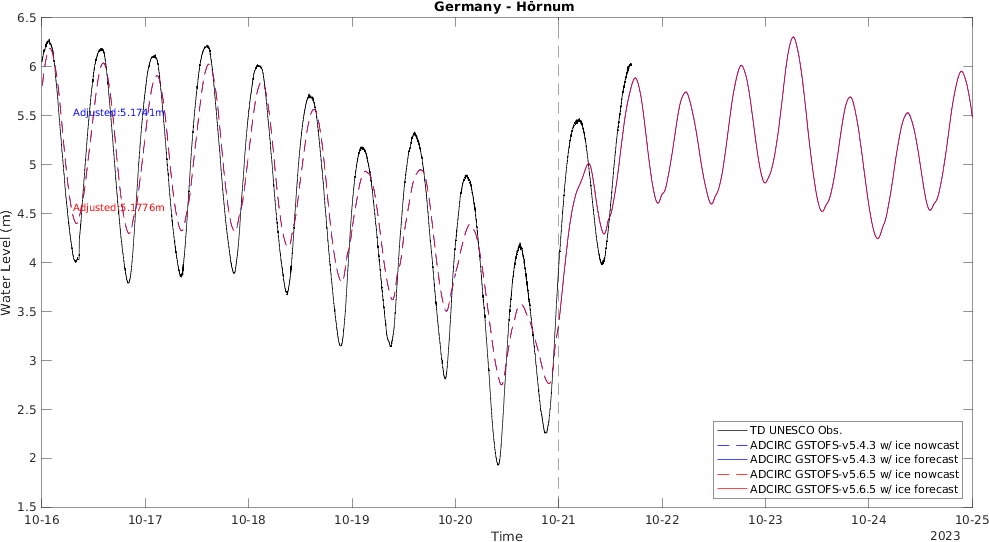 Germany - Hörnum
Water Level (m)
6.5
6
5.5
5
4.5
4
3.5
3
2.5
2
1.5
Adjusted:5.1741m
Adjusted:5.1776m
TD UNESCO Obs.
ADCIRC GSTOFS-v5.4.3 w/ ice nowcast
ADCIRC GSTOFS-v5.4.3 w/ ice forecast
ADCIRC GSTOFS-v5.6.5 w/ ice nowcast
ADCIRC GSTOFS-v5.6.5 w/ ice forecast
10-16 10-17 10-18 10-19 10-20 10-21 10-22 10-23 10-24 10-25
Time
2023